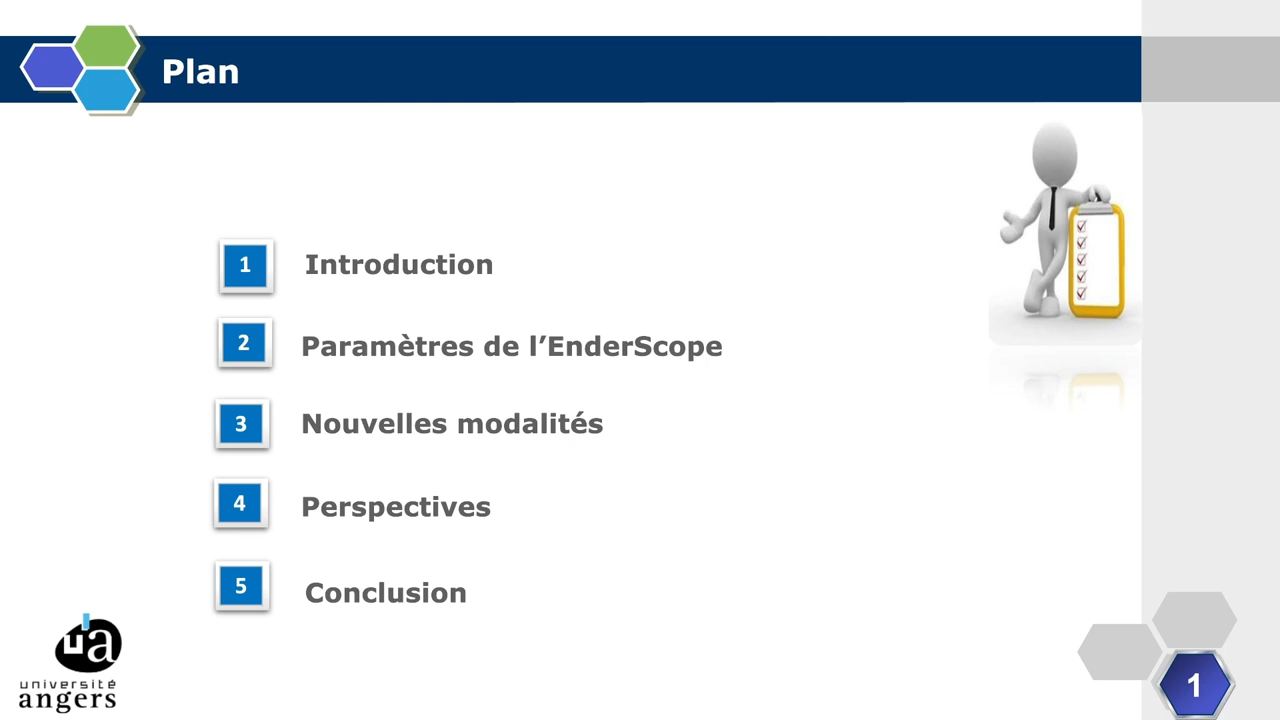 Plan
1 Introduction
2 Paramètres de l’EnderScope
3 Nouvelles modalités
4 Perspectives
5 Conclusion
ua
université
angers
1